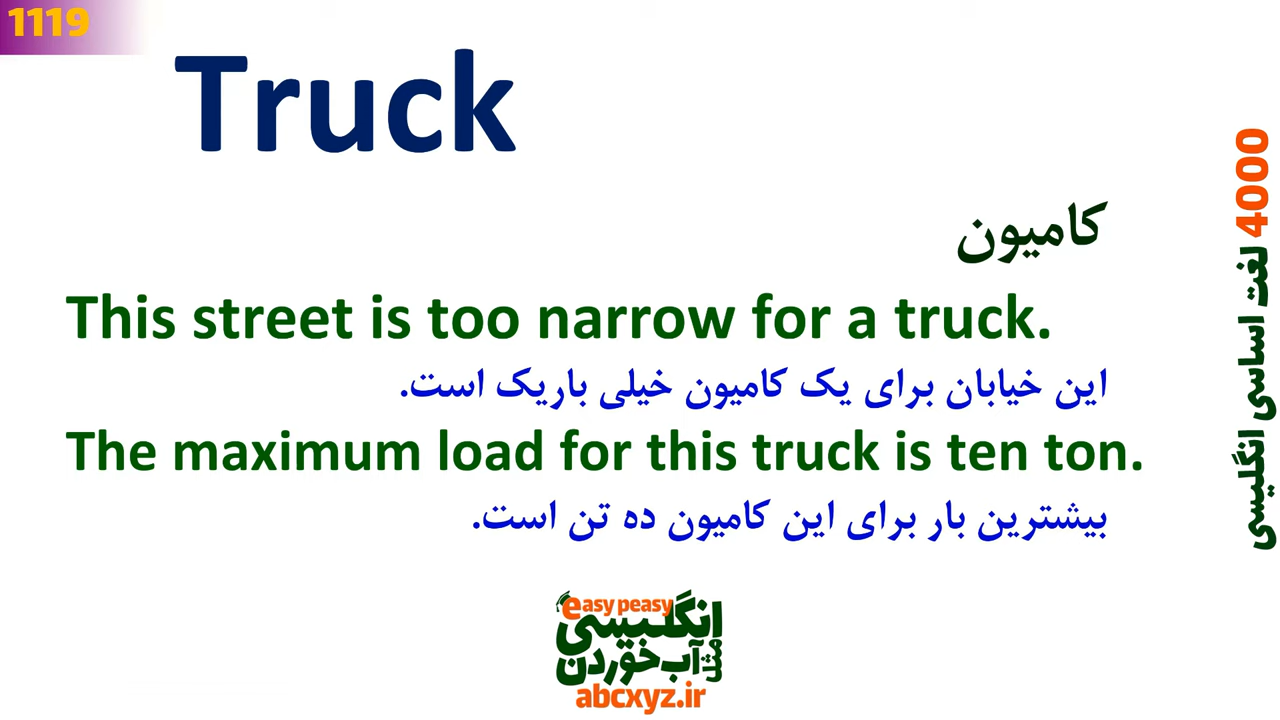 1119
Truck
کامیون
This street is too narrow for a truck.
این خیابان برای یک کامیون خیلی باریک است.
The maximum load for this truck is ten ton.
بیشترین بار برای این کامیون ده تن است.
4000 لغت اساسی انگلیسی
easy peasy
انگلیسی
مثل آب خوردن
abcxyz.ir